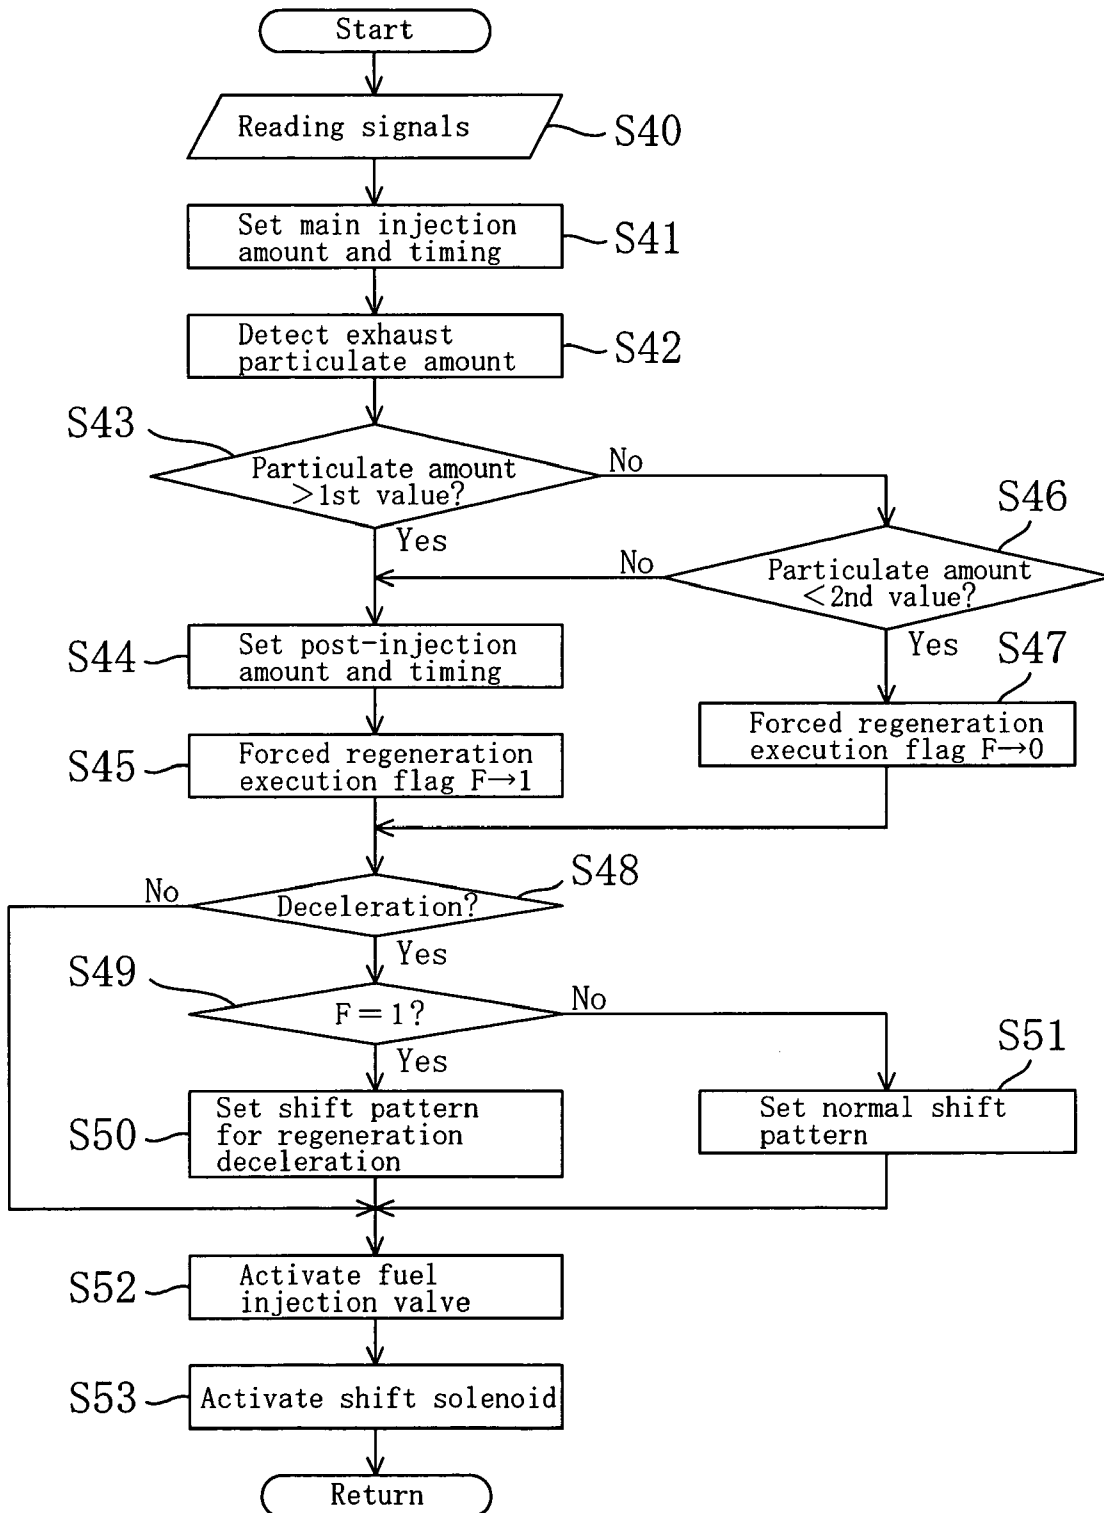 Start
Reading signals
S40
Set main injection
amount and timing
S41
Detect exhaust
particulate amount
S42
S43
Particulate amount
>1st value?
No
Yes
S46
Particulate amount
<2nd value?
No
Yes
S44
Set post-injection
amount and timing
S47
Forced regeneration
execution flag F→0
S45
Forced regeneration
execution flag F→1
S48
Deceleration?
No
Yes
S49
F=1?
No
Yes
S50
Set shift pattern
for regeneration
deceleration
S51
Set normal shift
pattern
S52
Activate fuel
injection valve
S53
Activate shift solenoid
Return